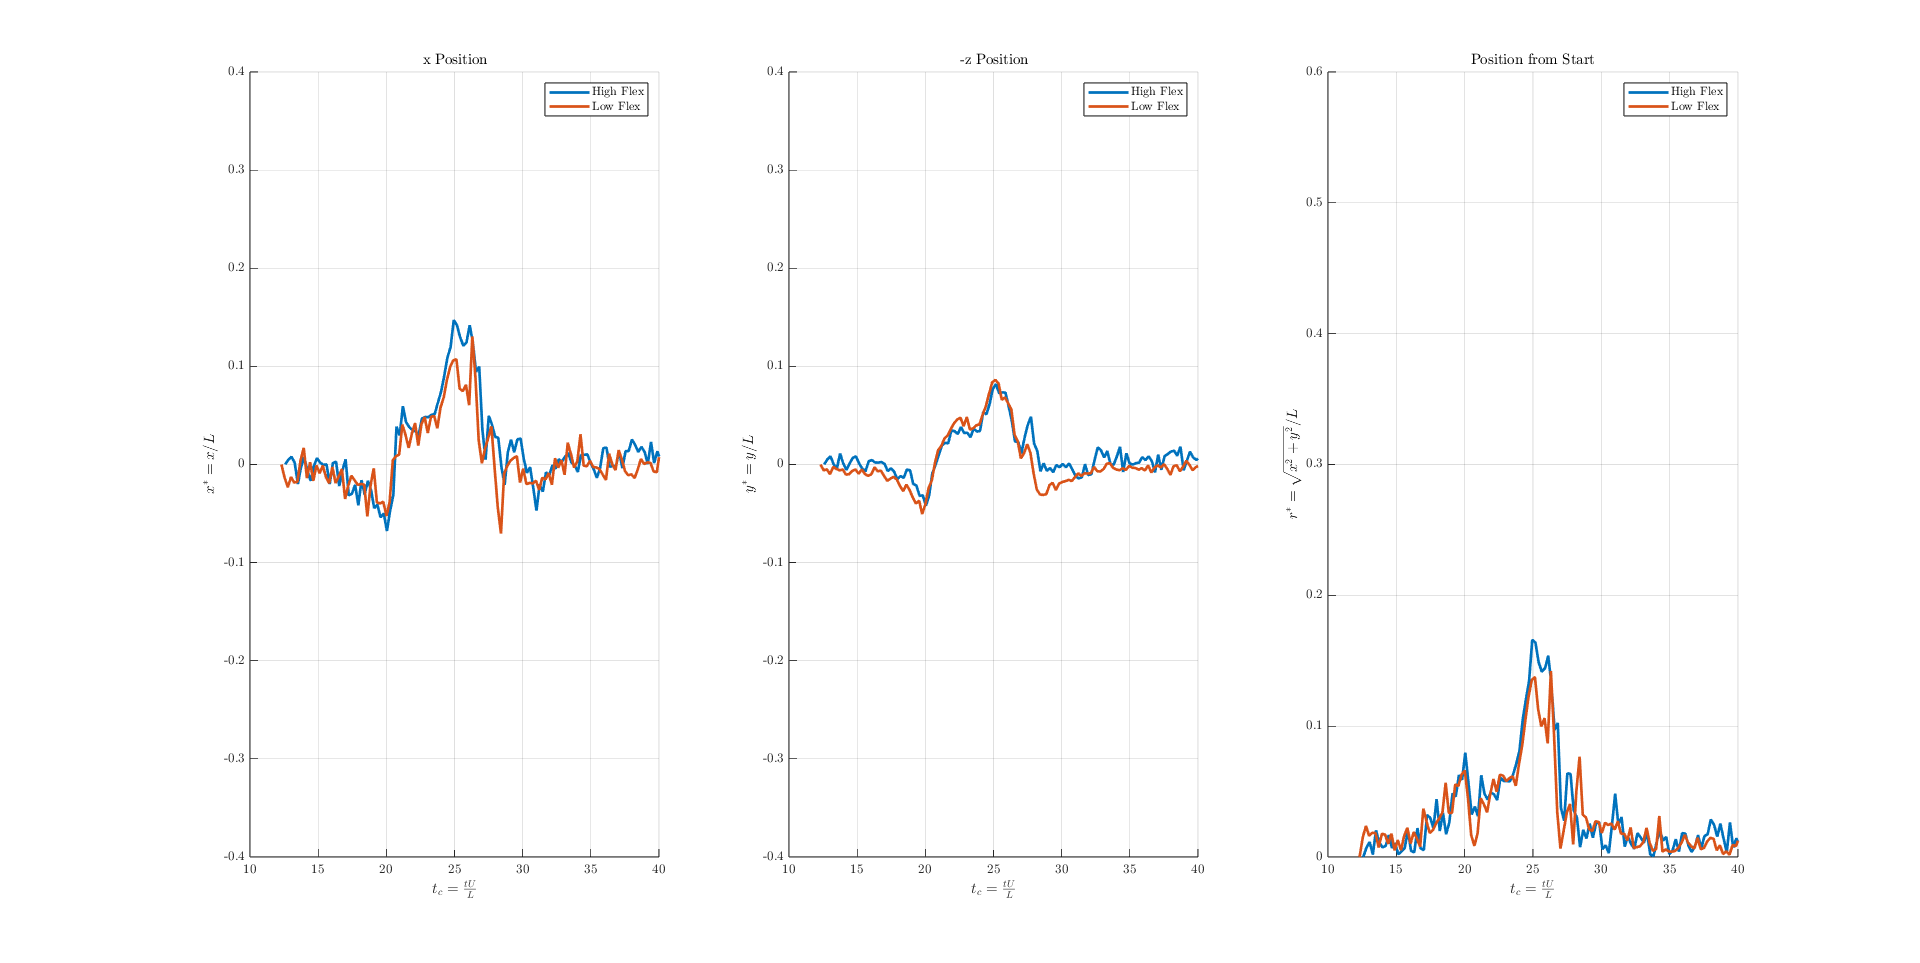 x Position
0.4
0.3
0.2
0.1
0
-0.1
-0.2
-0.3
-0.4
10 15 20 25 30 35 40
x* = x/L
t_c = tU/L
High Flex
Low Flex
-z Position
0.4
0.3
0.2
0.1
0
-0.1
-0.2
-0.3
-0.4
10 15 20 25 30 35 40
y* = y/L
t_c = tU/L
High Flex
Low Flex
Position from Start
0.6
0.5
0.4
0.3
0.2
0.1
0
10 15 20 25 30 35 40
r* = √(x² + y²)/L
t_c = tU/L
High Flex
Low Flex